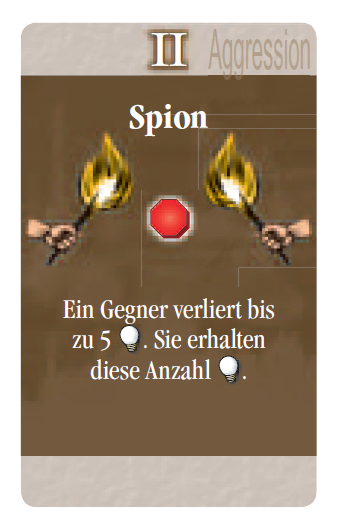 II Aggression
Spion
Ein Gegner verliert bis
zu 5 . Sie erhalten
diese Anzahl .